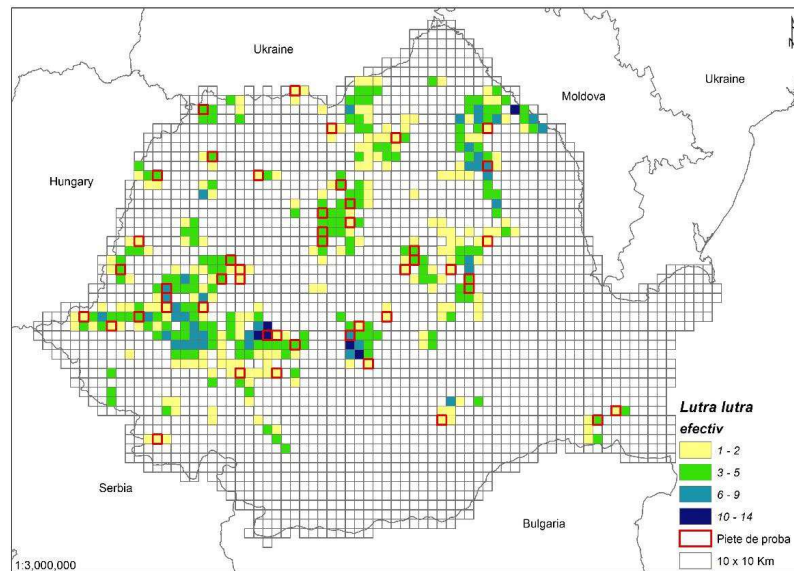 Ukraine
Moldova
Ukraine
Hungary
Serbia
Bulgaria
Lutra lutra
efectiv
1 - 2
3 - 5
6 - 9
10 - 14
Piete de proba
10 x 10 Km
1:3,000,000